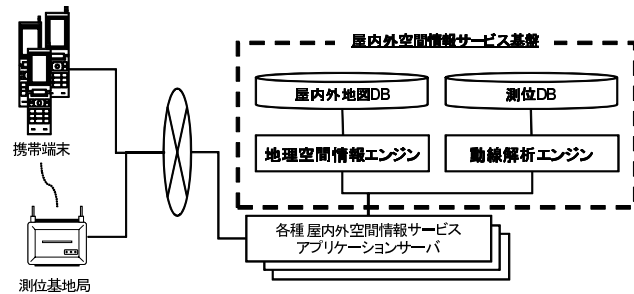 屋内外空間情報サービス基盤
屋内外地図DB
測位DB
地理空間情報エンジン
動線解析エンジン
携帯端末
各種屋内外空間情報サービス
アプリケーションサーバ
測位基地局